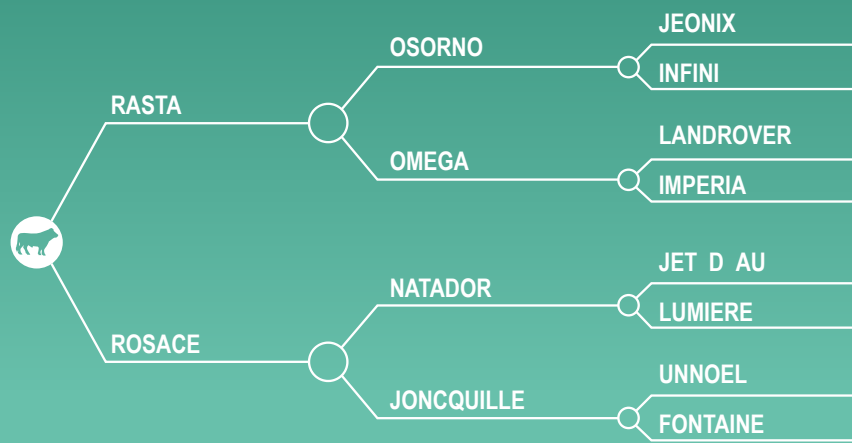 JEONIX
OSORNO
INFINI
RASTA
LANDROVER
OMEGA
IMPERIA
JET D AU
NATADOR
LUMIERE
ROSACE
UNNOEL
JONCQUILLE
FONTAINE